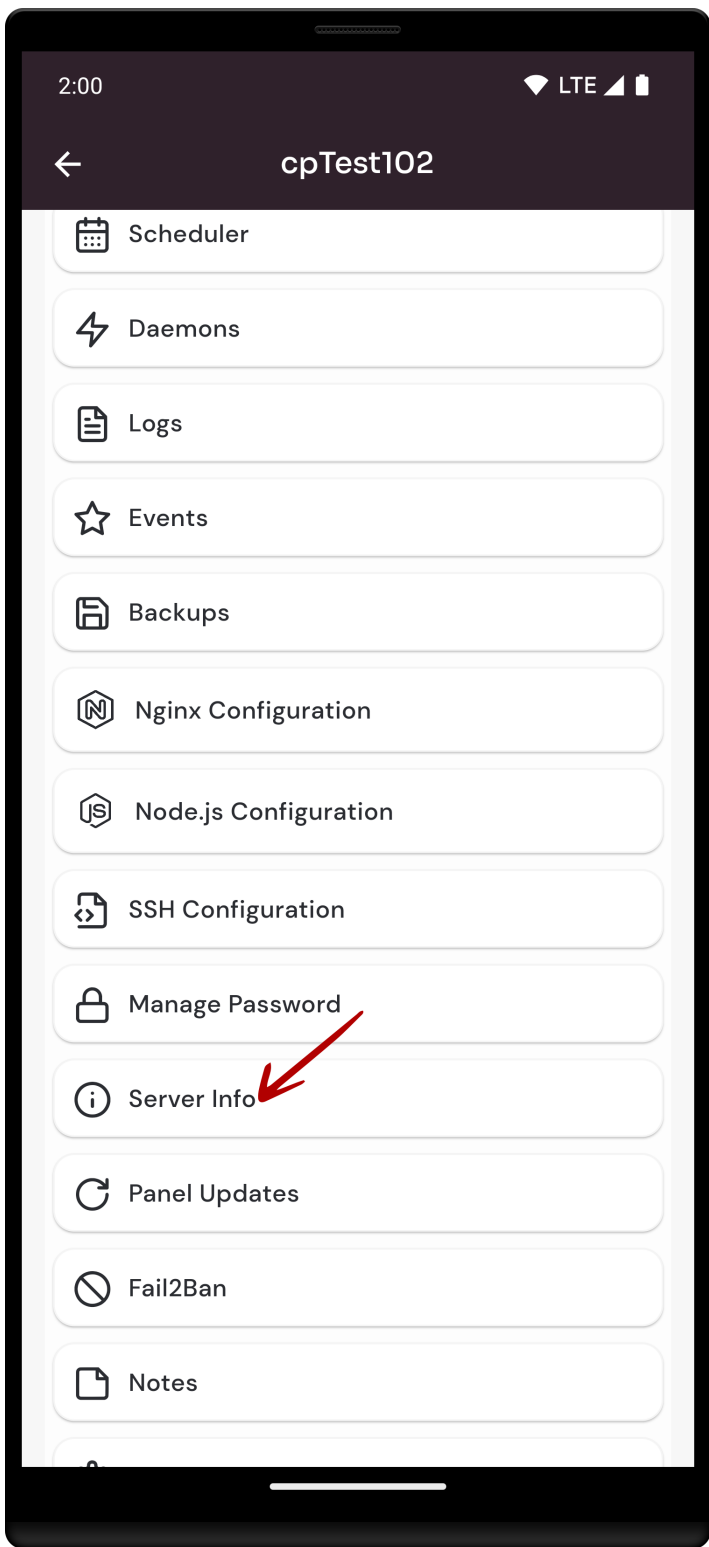 2:00
LTE
cpTest102
Scheduler
Daemons
Logs
Events
Backups
Nginx Configuration
JS
Node.js Configuration
SSH Configuration
Manage Password
Server Info
Panel Updates
Fail2Ban
Notes